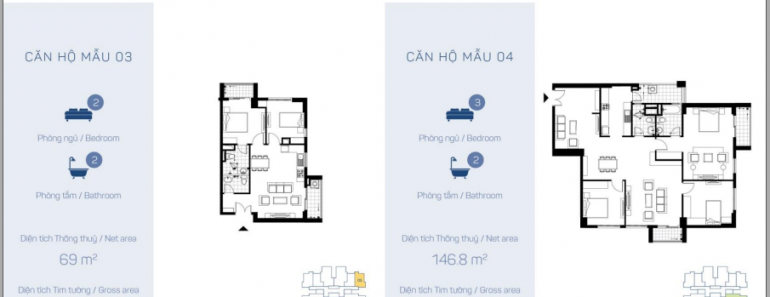 CĂN HỘ MẪU 03
2
Phòng ngủ / Bedroom
2
Phòng tắm / Bathroom
Diện tích Thông thuỷ / Net area
69 m²
Diện tích Tim tường / Gross area
CĂN HỘ MẪU 04
3
Phòng ngủ / Bedroom
2
Phòng tắm / Bathroom
Diện tích Thông thuỷ / Net area
146.8 m²
Diện tích Tim tường / Gross area